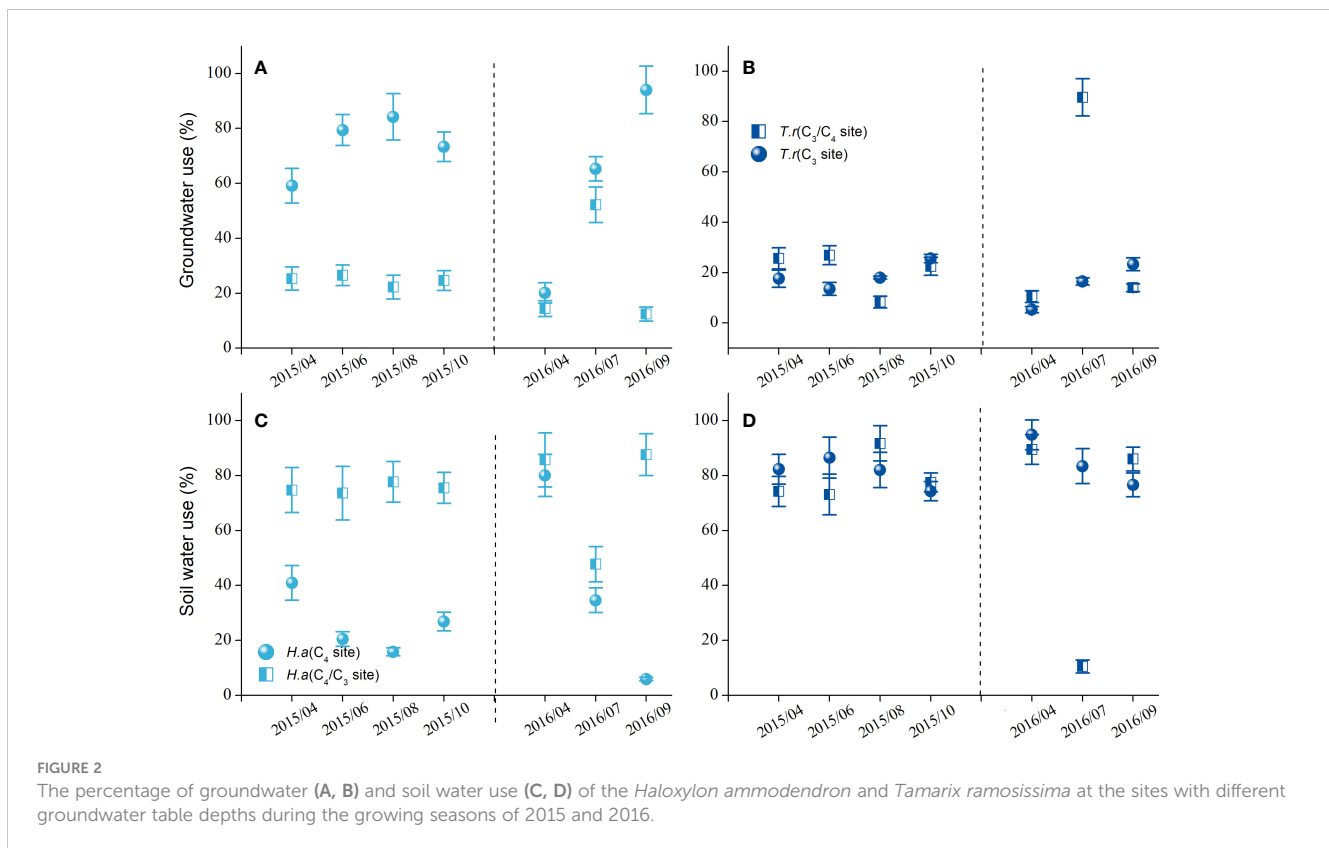 A
Groundwater use (%)
100
80
60
40
20
0
2015/04 2015/06 2015/08 2015/10 2016/04 2016/07 2016/09
B
T.r(C₃/C₄ site)
T.r(C₃ site)
100
80
60
40
20
0
2015/04 2015/06 2015/08 2015/10 2016/04 2016/07 2016/09
C
Soil water use (%)
100
80
60
40
20
0
H.a(C₄ site)
H.a(C₄/C₃ site)
2015/04 2015/06 2015/08 2015/10 2016/04 2016/07 2016/09
D
100
80
60
40
20
0
2015/04 2015/06 2015/08 2015/10 2016/04 2016/07 2016/09
FIGURE 2
The percentage of groundwater (A, B) and soil water use (C, D) of the Haloxylon ammodendron and Tamarix ramosissima at the sites with different
groundwater table depths during the growing seasons of 2015 and 2016.